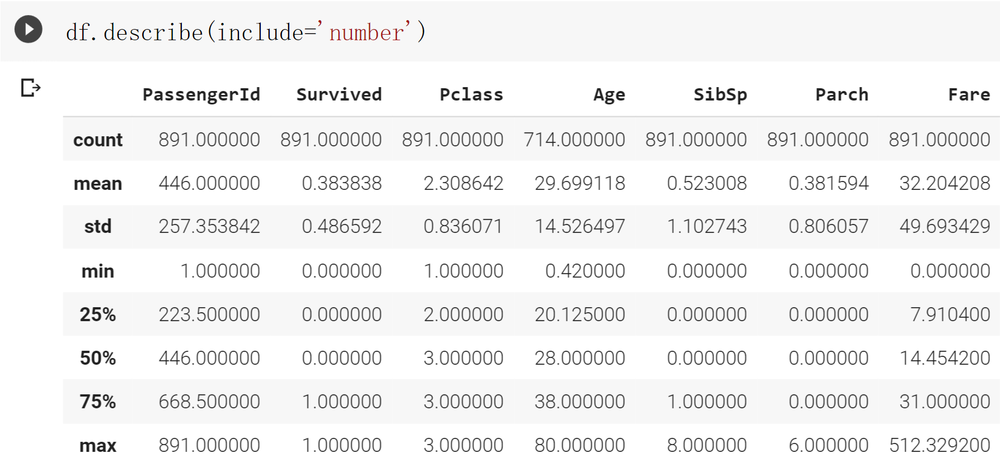 df.describe(include='number')
PassengerId Survived Pclass Age SibSp Parch Fare
count 891.000000 891.000000 891.000000 714.000000 891.000000 891.000000 891.000000
mean 446.000000 0.383838 2.308642 29.699118 0.523008 0.381594 32.204208
std 257.353842 0.486592 0.836071 14.526497 1.102743 0.806057 49.693429
min 1.000000 0.000000 1.000000 0.420000 0.000000 0.000000 0.000000
25% 223.500000 0.000000 2.000000 20.125000 0.000000 0.000000 7.910400
50% 446.000000 0.000000 3.000000 28.000000 0.000000 0.000000 14.454200
75% 668.500000 1.000000 3.000000 38.000000 1.000000 0.000000 31.000000
max 891.000000 1.000000 3.000000 80.000000 8.000000 6.000000 512.329200